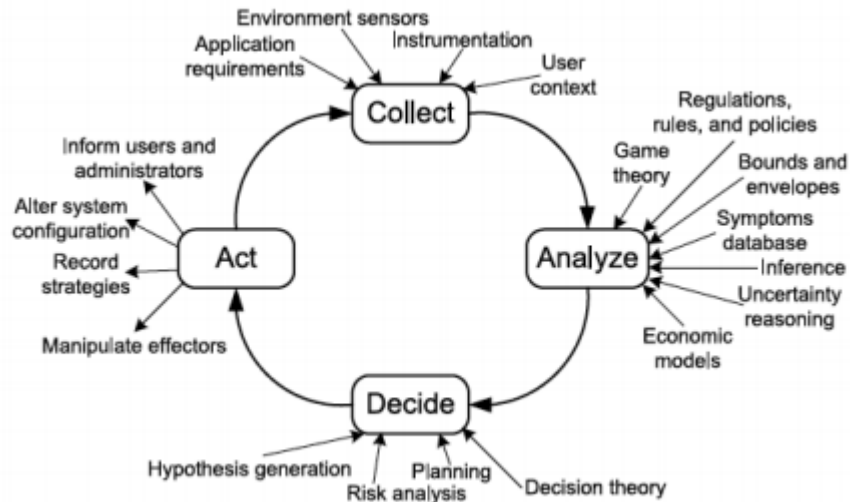 Environment sensors
Application
requirements
Instrumentation
User
context
Collect
Regulations,
rules, and policies
Game
theory
Bounds and
envelopes
Symptoms
database
Inference
Uncertainty
reasoning
Economic
models
Analyze
Inform users and
administrators
Alter system
configuration
Record
strategies
Manipulate effectors
Act
Decide
Hypothesis generation
Risk analysis
Planning
Decision theory